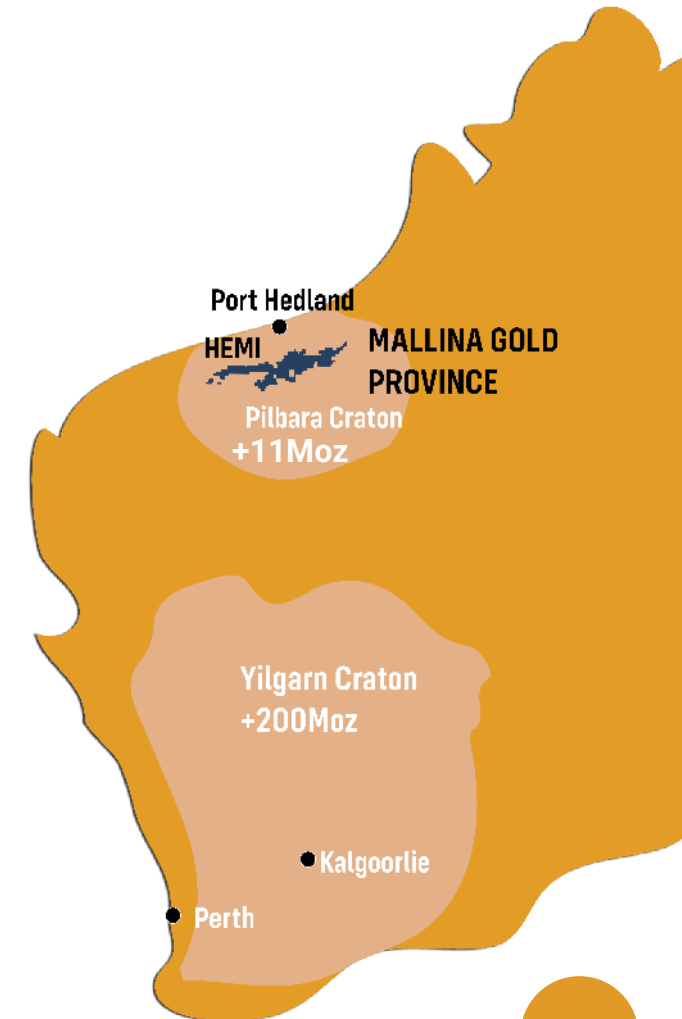 Port Hedland
HEMI
MALLINA GOLD
PROVINCE
Pilbara Craton
+11Moz
Yilgarn Craton
+200Moz
Kalgoorlie
Perth